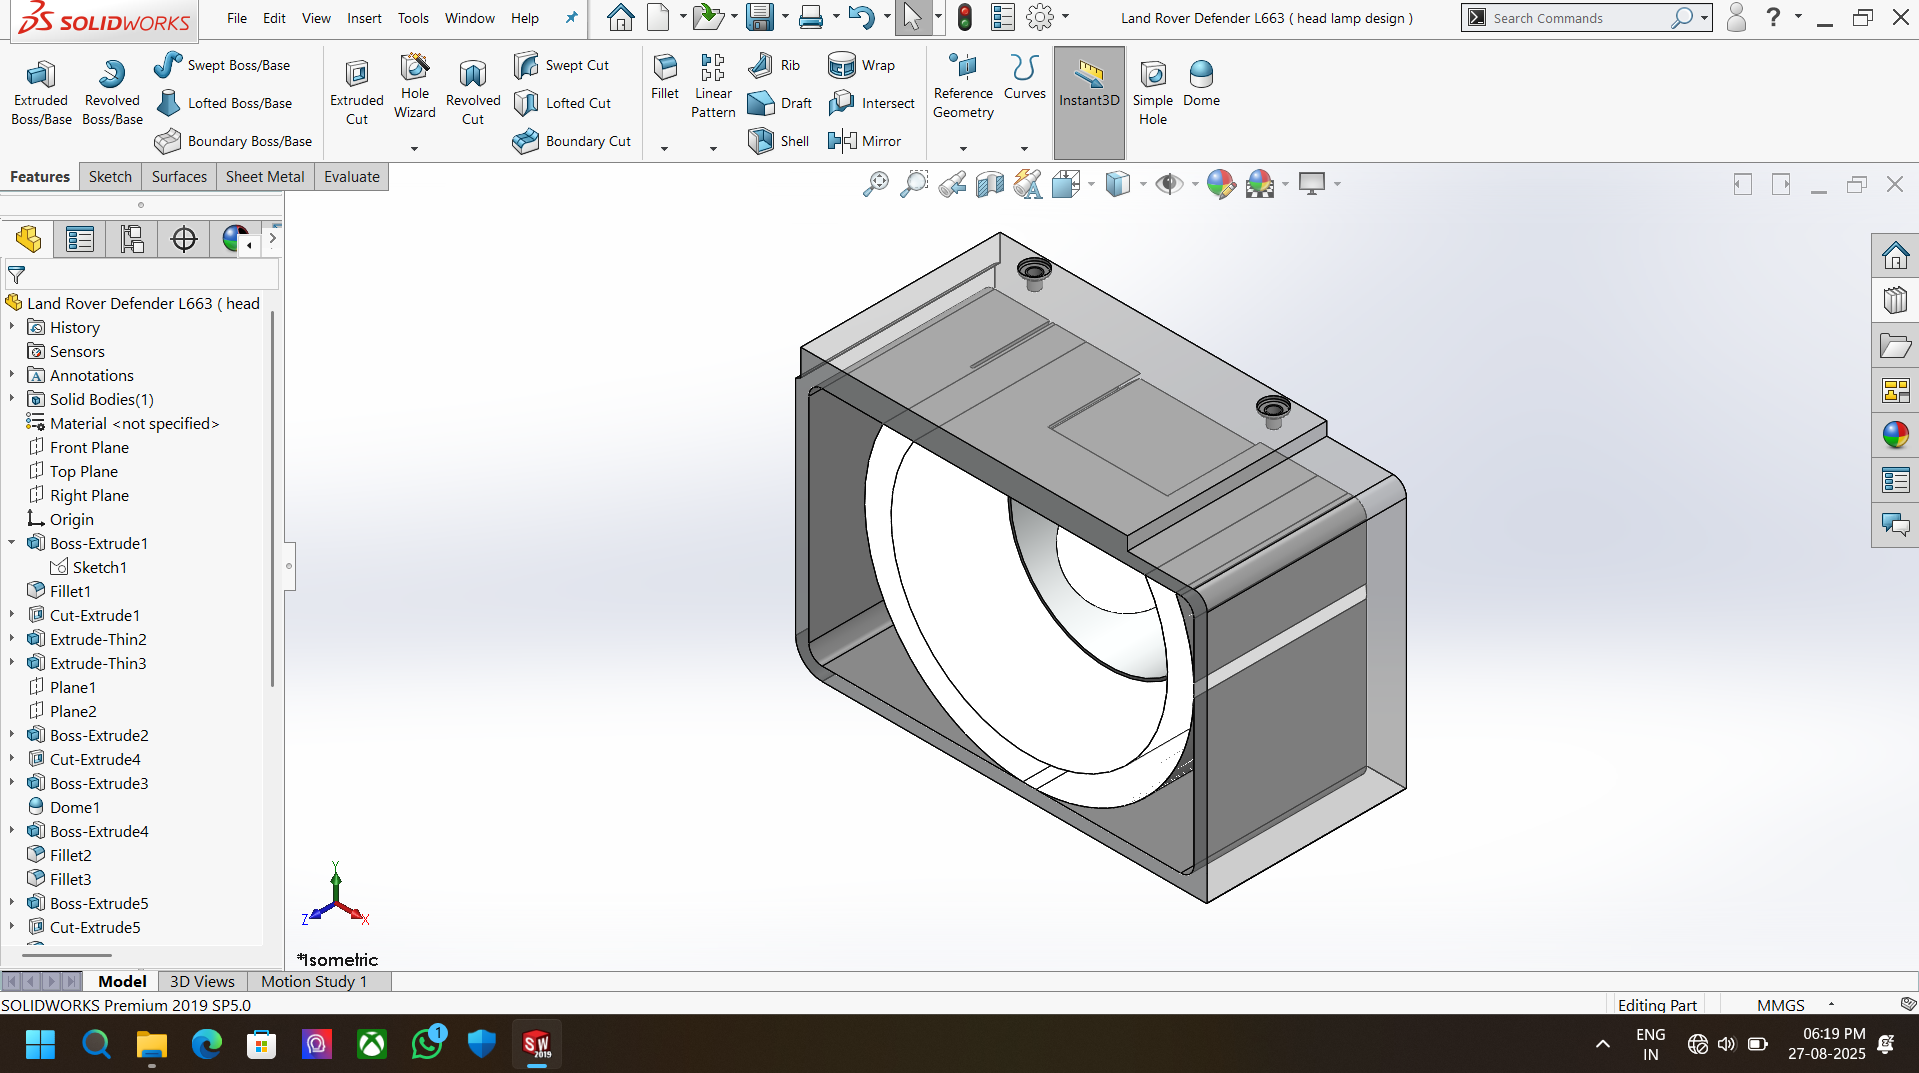 SOLIDWORKS
File Edit View Insert Tools Window Help
Land Rover Defender L663 ( head lamp design )
Search Commands
?
Extruded Boss/Base
Revolved Boss/Base
Swept Boss/Base
Lofted Boss/Base
Boundary Boss/Base
Extruded Cut
Hole Wizard
Revolved Cut
Swept Cut
Lofted Cut
Boundary Cut
Fillet
Linear Pattern
Rib
Draft
Shell
Wrap
Intersect
Mirror
Reference Geometry
Curves
Instant3D
Simple Hole
Dome
Features Sketch Surfaces Sheet Metal Evaluate
Land Rover Defender L663 ( head
History
Sensors
Annotations
Solid Bodies(1)
Material <not specified>
Front Plane
Top Plane
Right Plane
Origin
Boss-Extrude1
Sketch1
Fillet1
Cut-Extrude1
Extrude-Thin2
Extrude-Thin3
Plane1
Plane2
Boss-Extrude2
Cut-Extrude4
Boss-Extrude3
Dome1
Boss-Extrude4
Fillet2
Fillet3
Boss-Extrude5
Cut-Extrude5
Y
Z
X
*Isometric
Model 3D Views Motion Study 1
SOLIDWORKS Premium 2019 SP5.0
Editing Part MMGS
1
SW
2019
ENG
IN
06:19 PM
27-08-2025